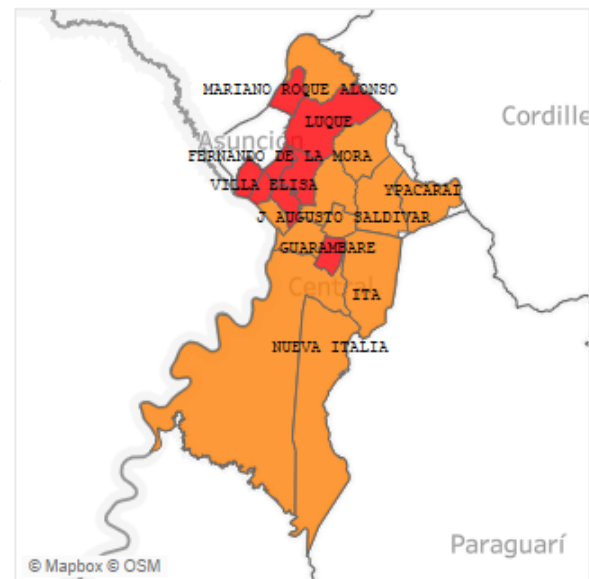 MARIANO ROQUE ALONSO
Cordille
LUQUE
Asunción
FERNANDO DE LA MORA
VILLA ELISA
YPACARAI
J AUGUSTO SALDIVAR
GUARAMBARE
Central
ITA
NUEVA ITALIA
Paraguarí
© Mapbox © OSM